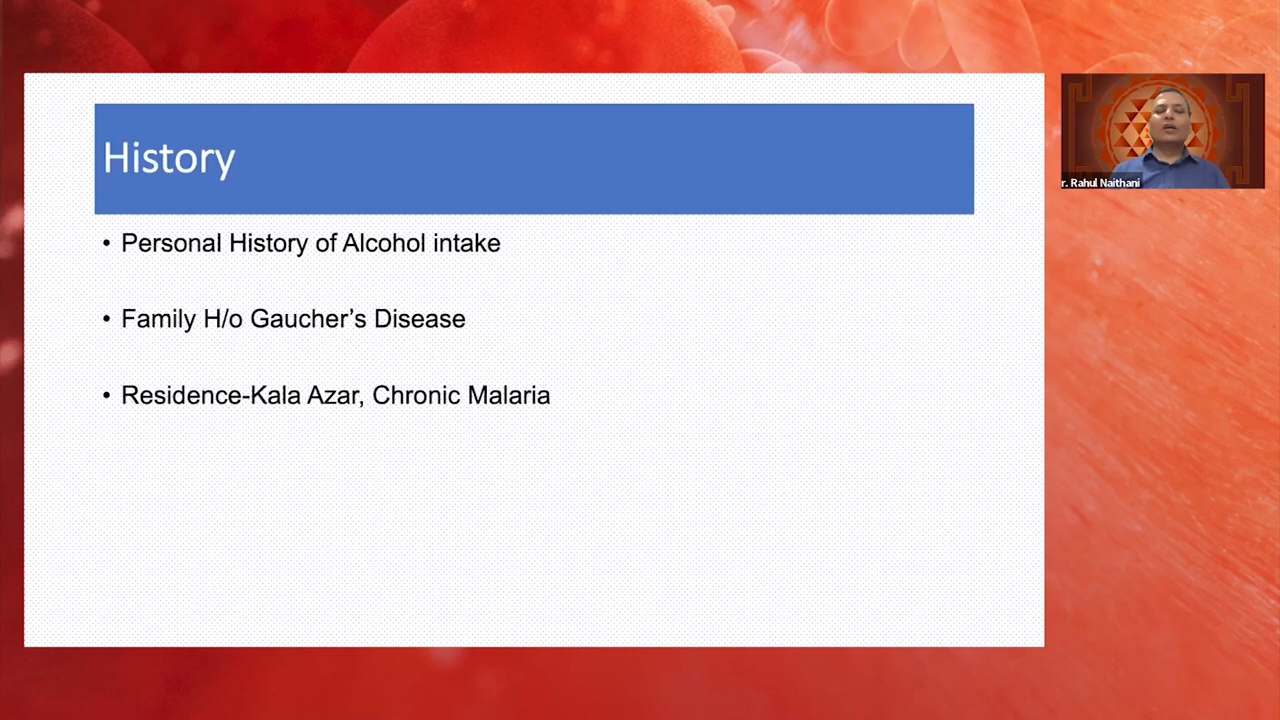 History
• Personal History of Alcohol intake
• Family H/o Gaucher’s Disease
• Residence-Kala Azar, Chronic Malaria
r. Rahul Naithani